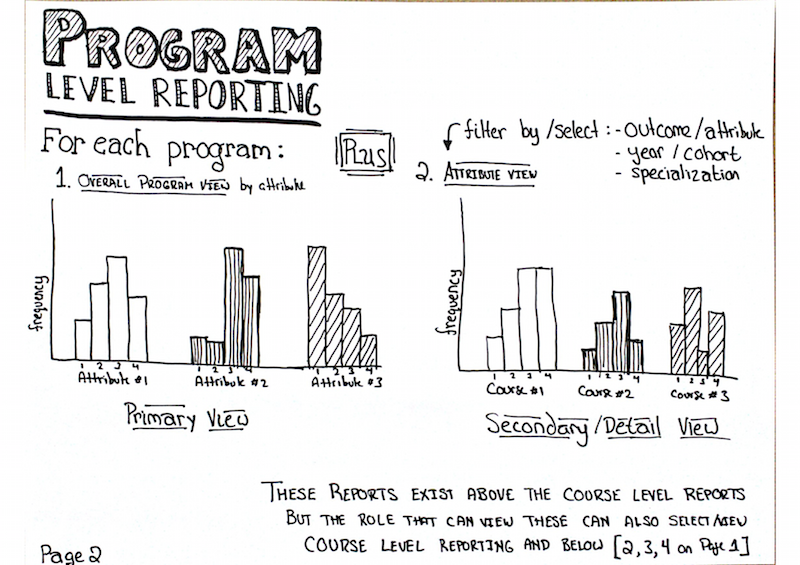 PROGRAM
LEVEL REPORTING
For each program:
Plus
1. OVERALL PROGRAM VIEW by attribute
frequency
1 2 3 4
Attribute #1
1 2 3 4
Attribute #2
1 2 3 4
Attribute #3
Primary View
filter by /select : - outcome/attribute
- year / cohort
- specialization
2. ATTRIBUTE VIEW
frequency
1 2 3 4
Course #1
1 2 3 4
Course #2
1 2 3 4
Course #3
Secondary /Detail View
THESE REPORTS EXIST ABOVE THE COURSE LEVEL REPORTS
BUT THE ROLE THAT CAN VIEW THESE CAN ALSO SELECT/VIEW
COURSE LEVEL REPORTING AND BELOW [2,3,4 on Page 1]
Page 2